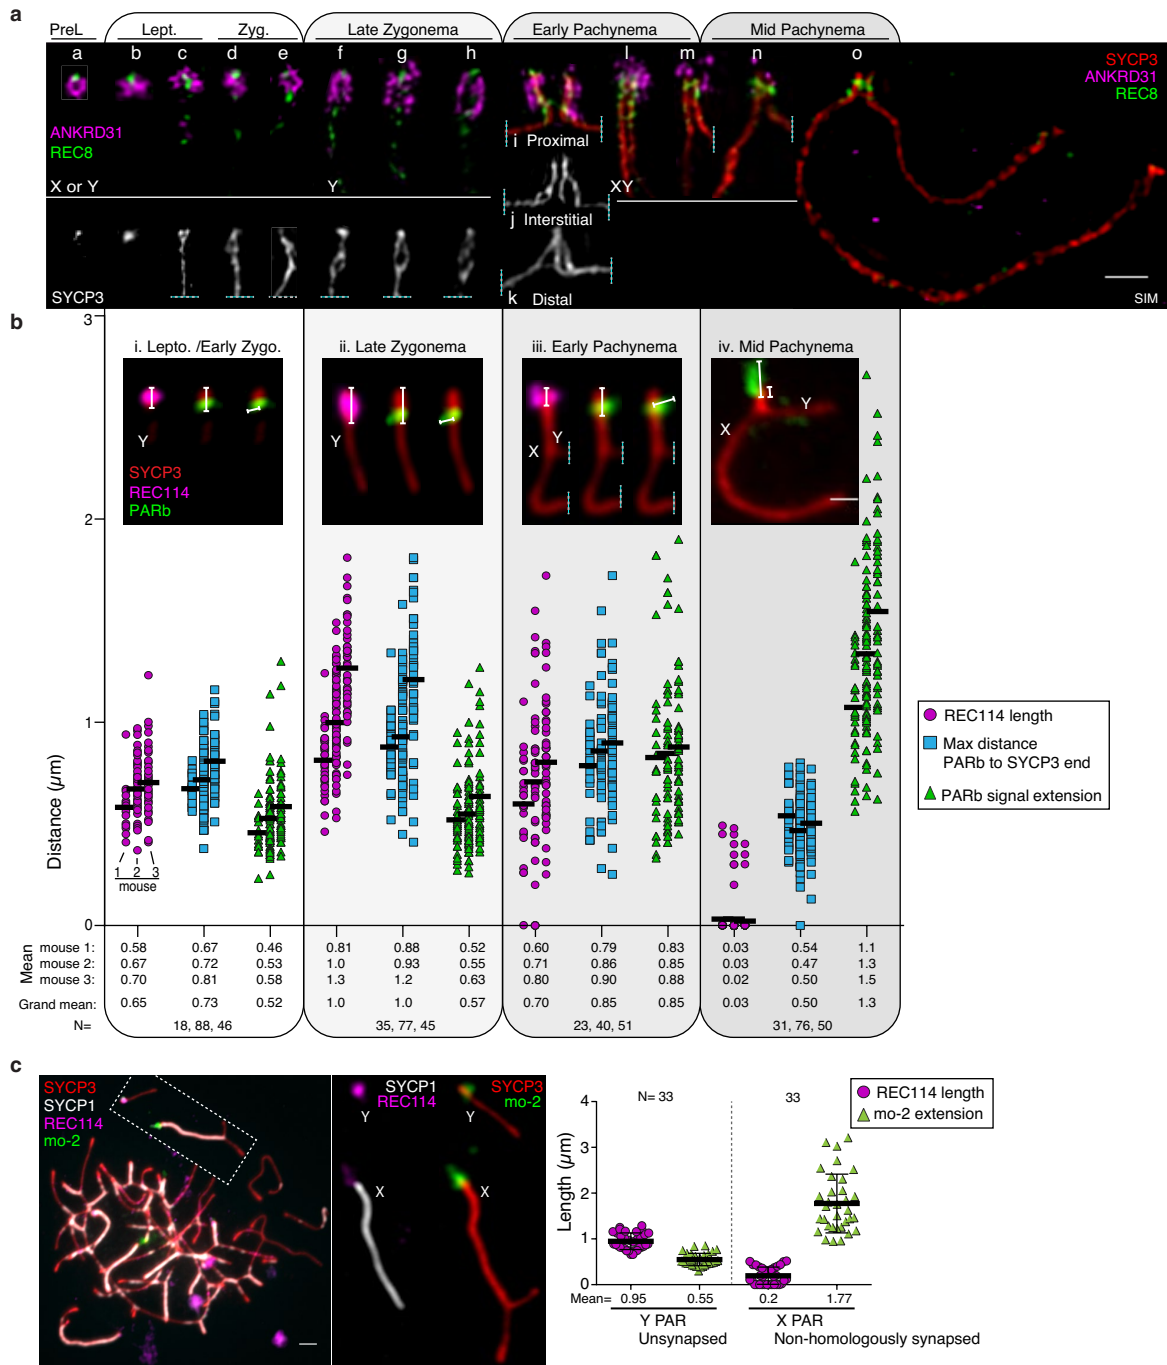 a
PreL Lept. Zyg. Late Zygonema Early Pachynema Mid Pachynema
a b c d e f g h l m n o
SYCP3
ANKRD31
REC8
ANKRD31
REC8
i Proximal
X or Y Y XY
j Interstitial
SYCP3
k Distal
SIM
b
3
i. Lepto. /Early Zygo. ii. Late Zygonema iii. Early Pachynema iv. Mid Pachynema
Y Y X Y X Y
SYCP3
REC114
PARb
2
1
0
Distance (µm)
1 2 3
mouse
REC114 length
Max distance
PARb to SYCP3 end
PARb signal extension
Mean
mouse 1: 0.58 0.67 0.46 0.81 0.88 0.52 0.60 0.79 0.83 0.03 0.54 1.1
mouse 2: 0.67 0.72 0.53 1.0 0.93 0.55 0.71 0.86 0.85 0.03 0.47 1.3
mouse 3: 0.70 0.81 0.58 1.3 1.2 0.63 0.80 0.90 0.88 0.02 0.50 1.5
Grand mean: 0.65 0.73 0.52 1.0 1.0 0.57 0.70 0.85 0.85 0.03 0.50 1.3
N= 18, 88, 46 35, 77, 45 23, 40, 51 31, 76, 50
c
SYCP3
SYCP1
REC114
mo-2
SYCP1
REC114
Y
X
SYCP3
mo-2
Y
X
REC114 length
mo-2 extension
N= 33 33
4
3
2
1
0
Length (µm)
Mean= 0.95 0.55 0.2 1.77
Y PAR X PAR
Unsynapsed Non-homologously synapsed